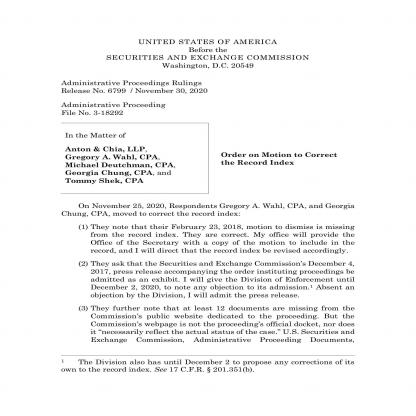 UNITED STATES OF AMERICA
Before the
SECURITIES AND EXCHANGE COMMISSION
Washington, D.C. 20549
Administrative Proceedings Rulings
Release No. 6799 / November 30, 2020
Administrative Proceeding
File No. 3-18292
In the Matter of
Anton & Chia, LLP,
Gregory A. Wahl, CPA,
Michael Deutchman, CPA,
Georgia Chung, CPA, and
Tommy Shek, CPA
Order on Motion to Correct
the Record Index
On November 25, 2020, Respondents Gregory A. Wahl, CPA, and Georgia
Chung, CPA, moved to correct the record index:
(1) They note that their February 23, 2018, motion to dismiss is missing
from the record index. They are correct. My office will provide the
Office of the Secretary with a copy of the motion to include in the
record, and I will direct that the record index be revised accordingly.
(2) They ask that the Securities and Exchange Commission's December 4,
2017, press release accompanying the order instituting proceedings be
admitted as an exhibit. I will give the Division of Enforcement until
December 2, 2020, to note any objection to its admission.¹ Absent an
objection by the Division, I will admit the press release.
(3) They further note that at least 12 documents are missing from the
Commission's public website dedicated to the proceeding. But the
Commission's webpage is not the proceeding's official docket, nor does
it "necessarily reflect the actual status of the case." U.S. Securities and
Exchange Commission, Administrative Proceeding Documents,
¹ The Division also has until December 2 to propose any corrections of its
own to the record index. See 17 C.F.R. § 201.351(b).